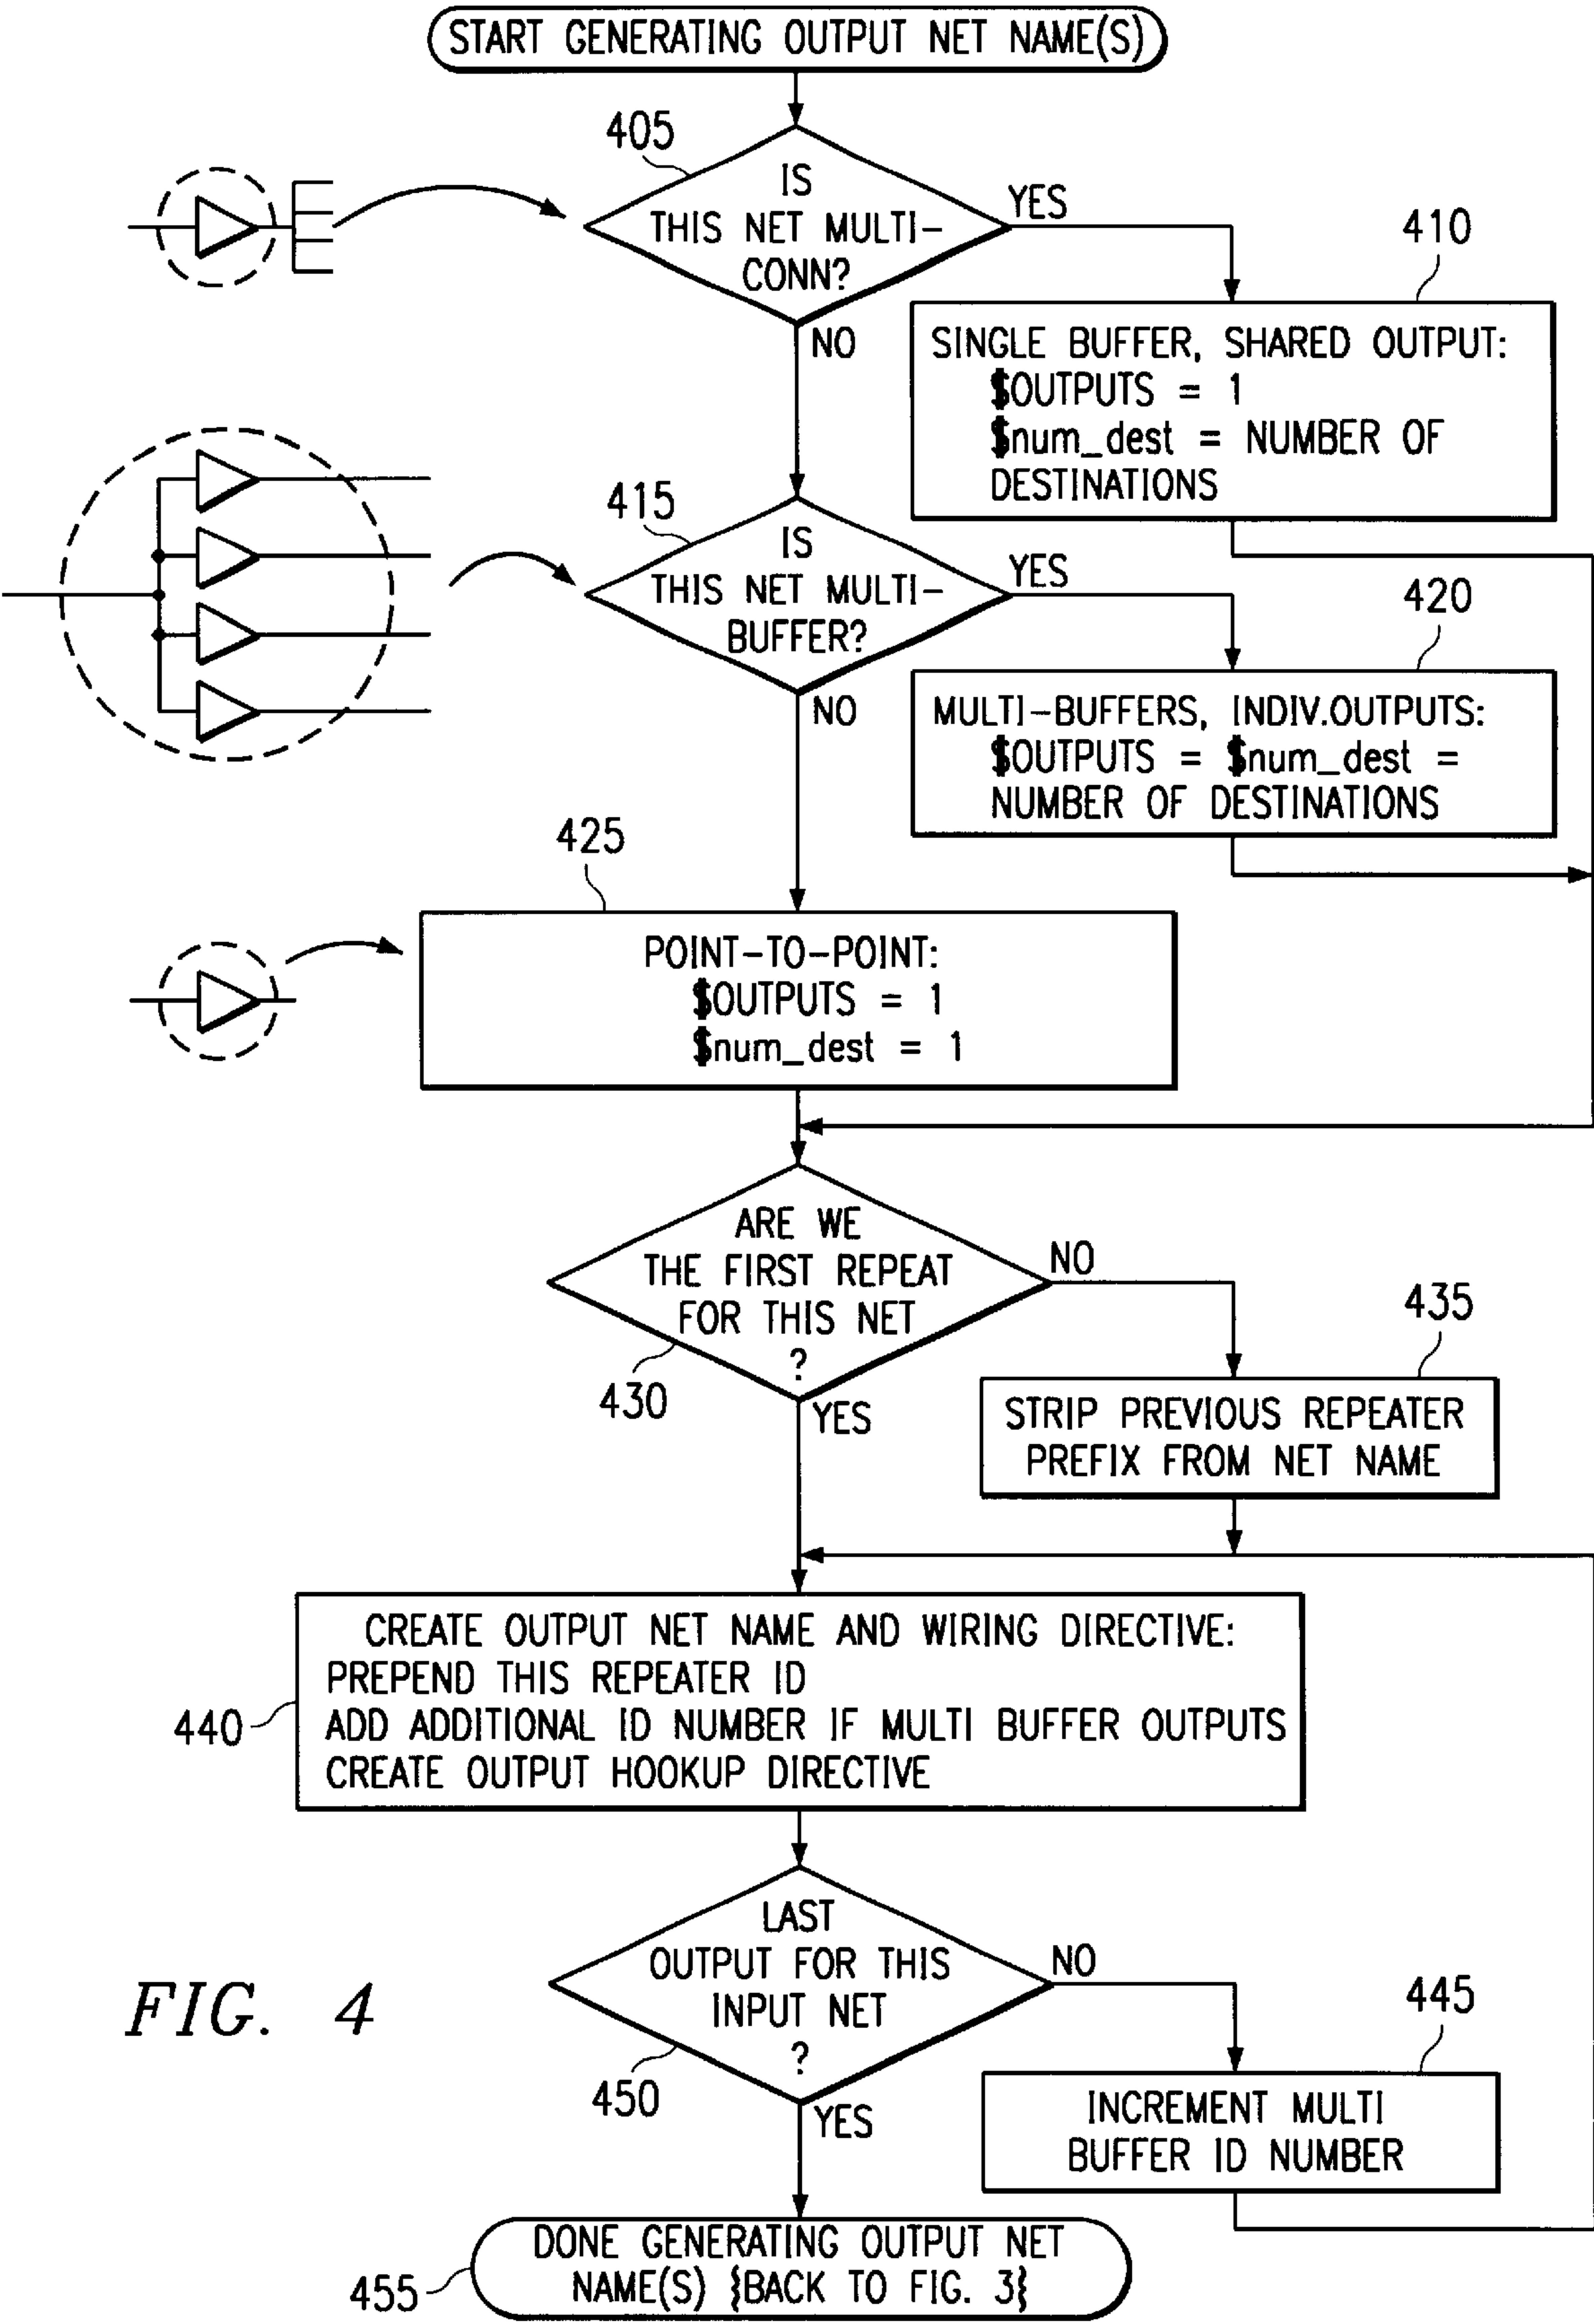 START GENERATING OUTPUT NET NAME(S)
405
IS
THIS NET MULTI-
CONN?
YES
NO
410
SINGLE BUFFER, SHARED OUTPUT:
$OUTPUTS = 1
$num_dest = NUMBER OF
DESTINATIONS
415
IS
THIS NET MULTI-
BUFFER?
YES
NO
420
MULTI-BUFFERS, INDIV.OUTPUTS:
$OUTPUTS = $num_dest =
NUMBER OF DESTINATIONS
425
POINT-TO-POINT:
$OUTPUTS = 1
$num_dest = 1
ARE WE
THE FIRST REPEAT
FOR THIS NET
?
430
NO
YES
435
STRIP PREVIOUS REPEATER
PREFIX FROM NET NAME
440
CREATE OUTPUT NET NAME AND WIRING DIRECTIVE:
PREPEND THIS REPEATER ID
ADD ADDITIONAL ID NUMBER IF MULTI BUFFER OUTPUTS
CREATE OUTPUT HOOKUP DIRECTIVE
LAST
OUTPUT FOR THIS
INPUT NET
?
450
NO
YES
445
INCREMENT MULTI
BUFFER ID NUMBER
FIG. 4
455
DONE GENERATING OUTPUT NET
NAME(S) {BACK TO FIG. 3}